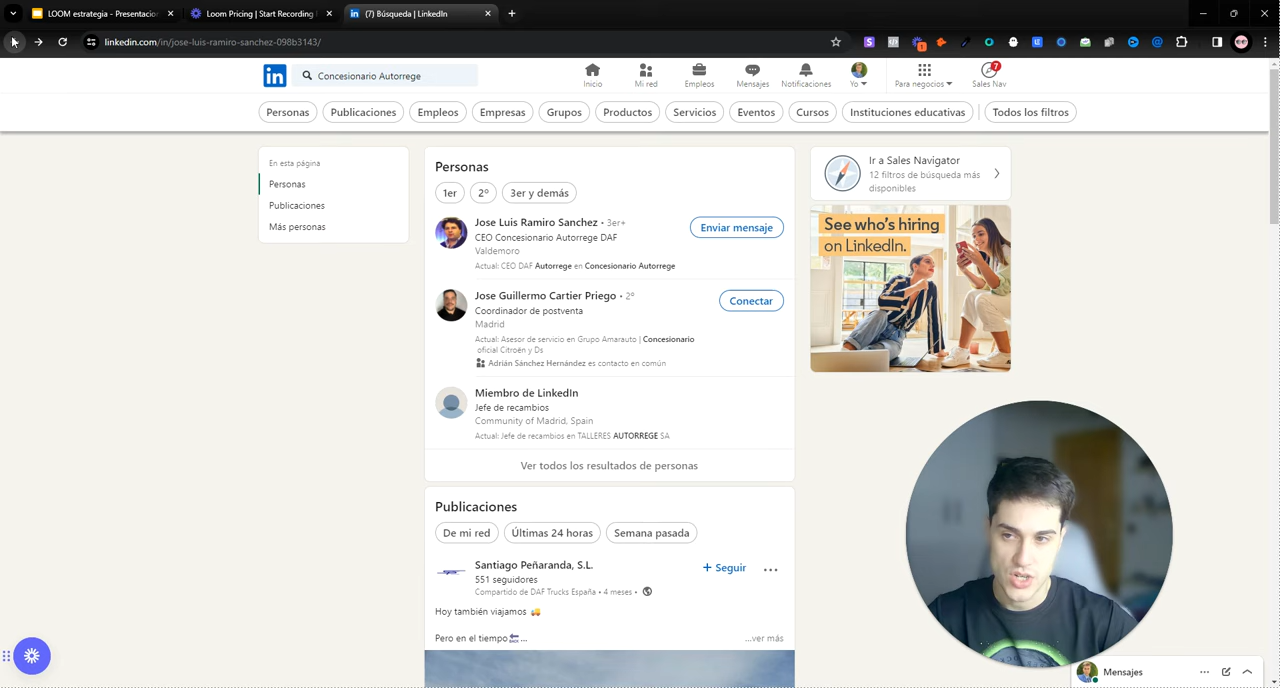 LOOM estrategia - Presentacio
Loom Pricing | Start Recording
(7) Búsqueda | LinkedIn
linkedin.com/in/jose-luis-ramiro-sanchez-098b3143/
Concesionario Autorrege
Inicio
Mi red
Empleos
Mensajes
Notificaciones
Yo
Para negocios
7
Sales Nav
Personas
Publicaciones
Empleos
Empresas
Grupos
Productos
Servicios
Eventos
Cursos
Instituciones educativas
Todos los filtros
En esta página
Personas
Publicaciones
Más personas
Personas
1er
2º
3er y demás
Jose Luis Ramiro Sanchez • 3er+
CEO Concesionario Autorrege DAF
Valdemoro
Actual: CEO DAF Autorrege en Concesionario Autorrege
Enviar mensaje
Jose Guillermo Cartier Priego • 2º
Coordinador de postventa
Madrid
Actual: Asesor de servicio en Grupo Amarauto | Concesionario
oficial Citroën y Ds
Adrián Sánchez Hernández es contacto en común
Conectar
Miembro de LinkedIn
Jefe de recambios
Community of Madrid, Spain
Actual: Jefe de recambios en TALLERES AUTORREGE SA
Ver todos los resultados de personas
Publicaciones
De mi red
Últimas 24 horas
Semana pasada
Santiago Peñaranda, S.L.
551 seguidores
Compartido de DAF Trucks España • 4 meses •
+ Seguir
Hoy también viajamos 🚚
Pero en el tiempo🔙...
...ver más
Ir a Sales Navigator
12 filtros de búsqueda más
disponibles
See who's hiring
on LinkedIn.
Mensajes